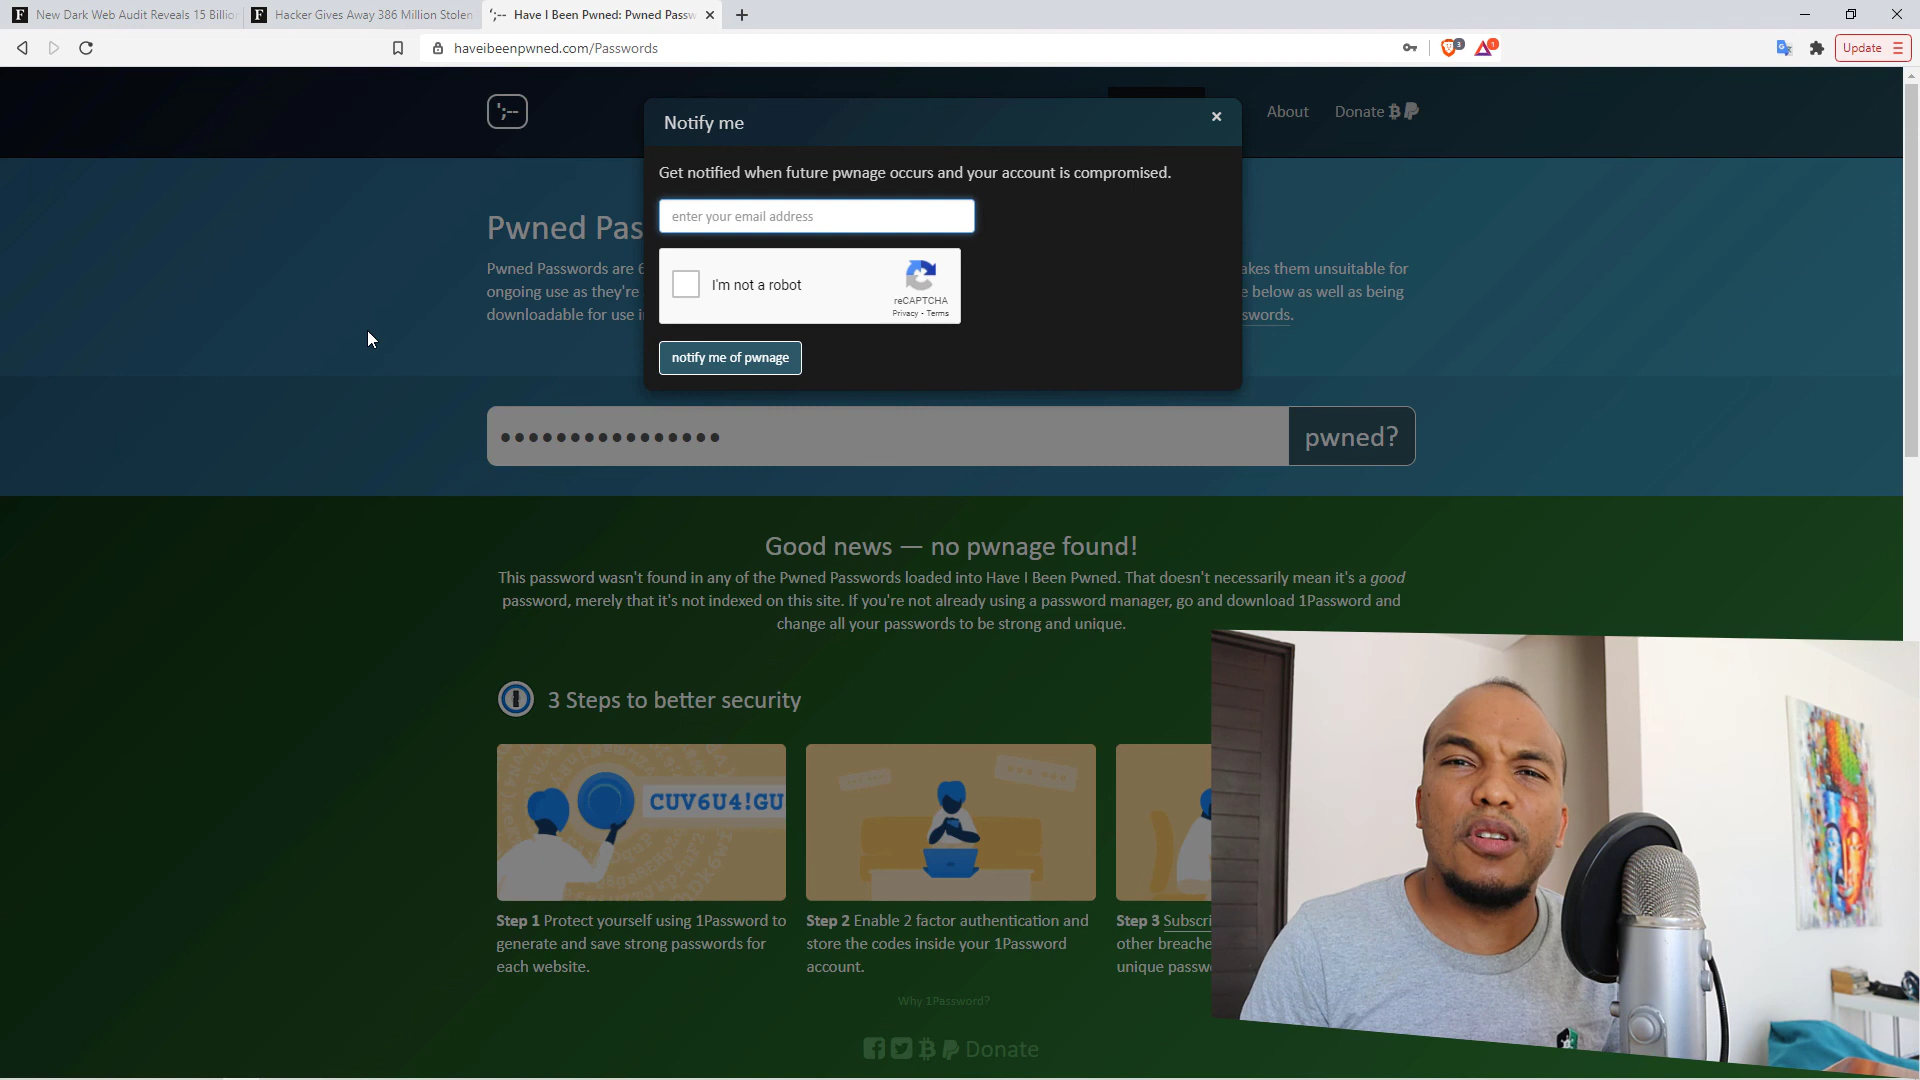 New Dark Web Audit Reveals 15 Billio
Hacker Gives Away 386 Million Stolen
';-- Have I Been Pwned: Pwned Passw
haveibeenpwned.com/Passwords
3
1
Update
';--
About
Donate
Notify me
Get notified when future pwnage occurs and your account is compromised.
enter your email address
I'm not a robot
reCAPTCHA
Privacy - Terms
notify me of pwnage
Pwned Pas
Pwned Passwords are
akes them unsuitable for
ongoing use as they're
e below as well as being
downloadable for use i
swords.
pwned?
Good news — no pwnage found!
This password wasn't found in any of the Pwned Passwords loaded into Have I Been Pwned. That doesn't necessarily mean it's a good
password, merely that it's not indexed on this site. If you're not already using a password manager, go and download 1Password and
change all your passwords to be strong and unique.
3 Steps to better security
CUV6U4!GU
Step 1 Protect yourself using 1Password to
generate and save strong passwords for
each website.
Step 2 Enable 2 factor authentication and
store the codes inside your 1Password
account.
Step 3 Subscri
other breache
unique passw
Why 1Password?
Donate